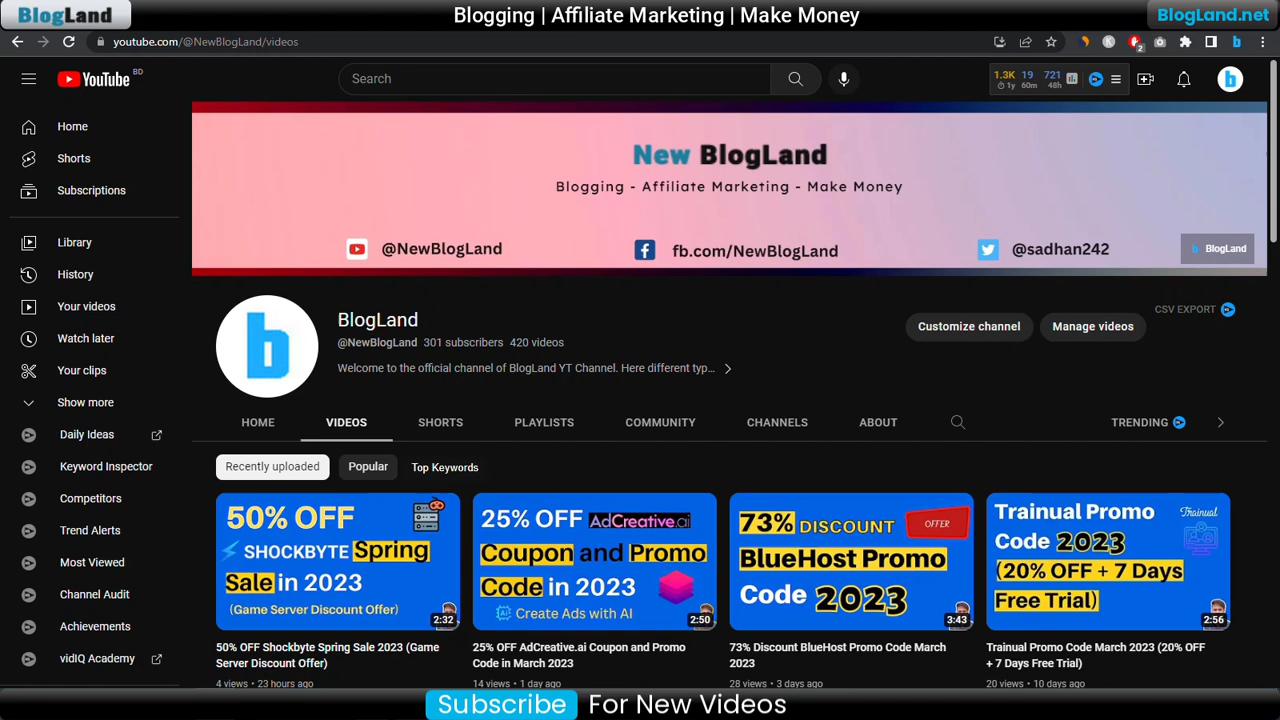 BlogLand
Blogging | Affiliate Marketing | Make Money
BlogLand.net
youtube.com/@NewBlogLand/videos
2
YouTube BD
Search
1.3K 19 721
1y 60m 48h
Home
Shorts
Subscriptions
Library
History
Your videos
Watch later
Your clips
Show more
Daily Ideas
Keyword Inspector
Competitors
Trend Alerts
Most Viewed
Channel Audit
Achievements
vidIQ Academy
New BlogLand
Blogging - Affiliate Marketing - Make Money
@NewBlogLand
fb.com/NewBlogLand
@sadhan242
BlogLand
CSV EXPORT
BlogLand
@NewBlogLand 301 subscribers 420 videos
Welcome to the official channel of BlogLand YT Channel. Here different typ...
Customize channel
Manage videos
HOME
VIDEOS
SHORTS
PLAYLISTS
COMMUNITY
CHANNELS
ABOUT
TRENDING
Recently uploaded
Popular
Top Keywords
50% OFF
SHOCKBYTE Spring
Sale in 2023
(Game Server Discount Offer)
2:32
50% OFF Shockbyte Spring Sale 2023 (Game
Server Discount Offer)
4 views • 23 hours ago
25% OFF AdCreative.ai
Coupon and Promo
Code in 2023
Create Ads with AI
2:50
25% OFF AdCreative.ai Coupon and Promo
Code in March 2023
14 views • 1 day ago
73% DISCOUNT
OFFER
BlueHost Promo
Code 2023
3:43
73% Discount BlueHost Promo Code March
2023
28 views • 3 days ago
Trainual Promo
Trainual
Code 2023
(20% OFF + 7 Days
Free Trial)
2:56
Trainual Promo Code March 2023 (20% OFF
+ 7 Days Free Trial)
20 views • 10 days ago
Subscribe For New Videos